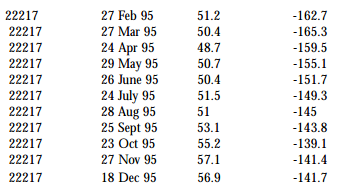 22217 27 Feb 95 51.2 -162.7
22217 27 Mar 95 50.4 -165.3
22217 24 Apr 95 48.7 -159.5
22217 29 May 95 50.7 -155.1
22217 26 June 95 50.4 -151.7
22217 24 July 95 51.5 -149.3
22217 28 Aug 95 51 -145
22217 25 Sept 95 53.1 -143.8
22217 23 Oct 95 55.2 -139.1
22217 27 Nov 95 57.1 -141.4
22217 18 Dec 95 56.9 -141.7